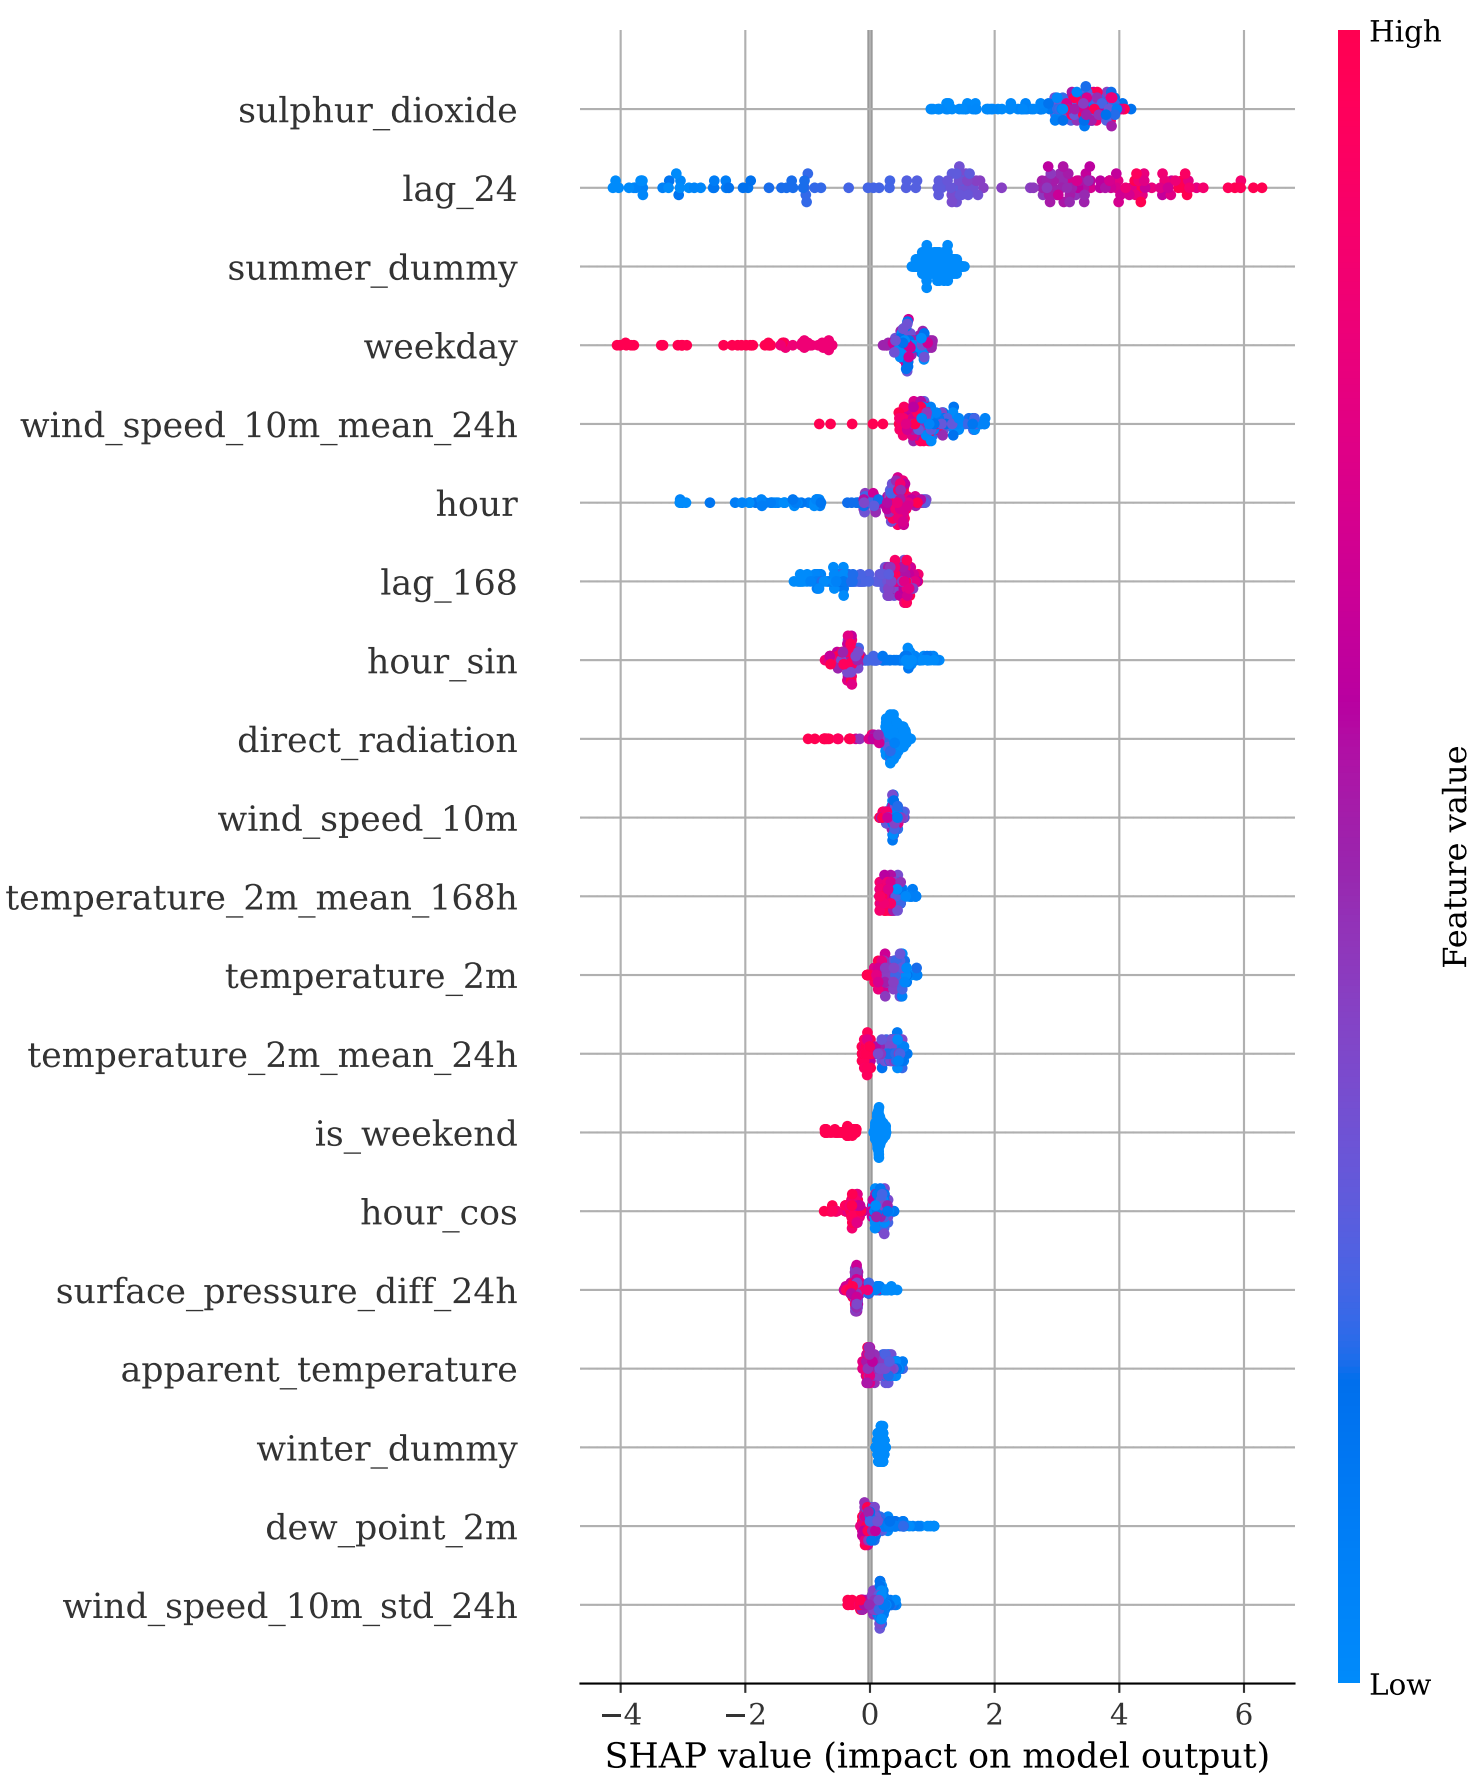 High
sulphur_dioxide
lag_24
summer_dummy
weekday
wind_speed_10m_mean_24h
hour
lag_168
hour_sin
direct_radiation
wind_speed_10m
temperature_2m_mean_168h
temperature_2m
temperature_2m_mean_24h
is_weekend
hour_cos
surface_pressure_diff_24h
apparent_temperature
winter_dummy
dew_point_2m
wind_speed_10m_std_24h
Feature value
Low
−4 −2 0 2 4 6
SHAP value (impact on model output)